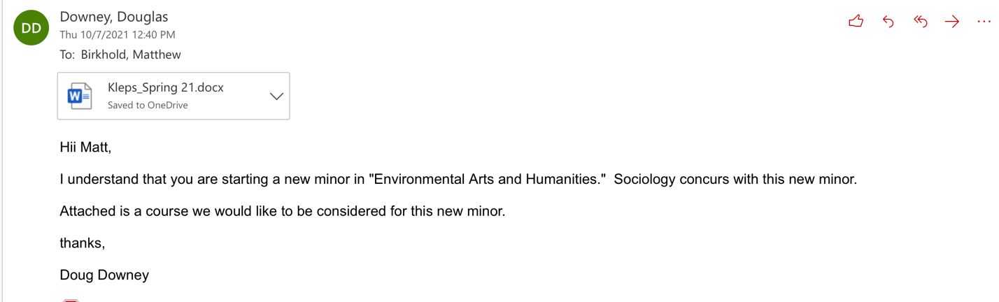 DD
Downey, Douglas
Thu 10/7/2021 12:40 PM
To: Birkhold, Matthew
Kleps_Spring 21.docx
Saved to OneDrive
Hii Matt,
I understand that you are starting a new minor in "Environmental Arts and Humanities."  Sociology concurs with this new minor.
Attached is a course we would like to be considered for this new minor.
thanks,
Doug Downey